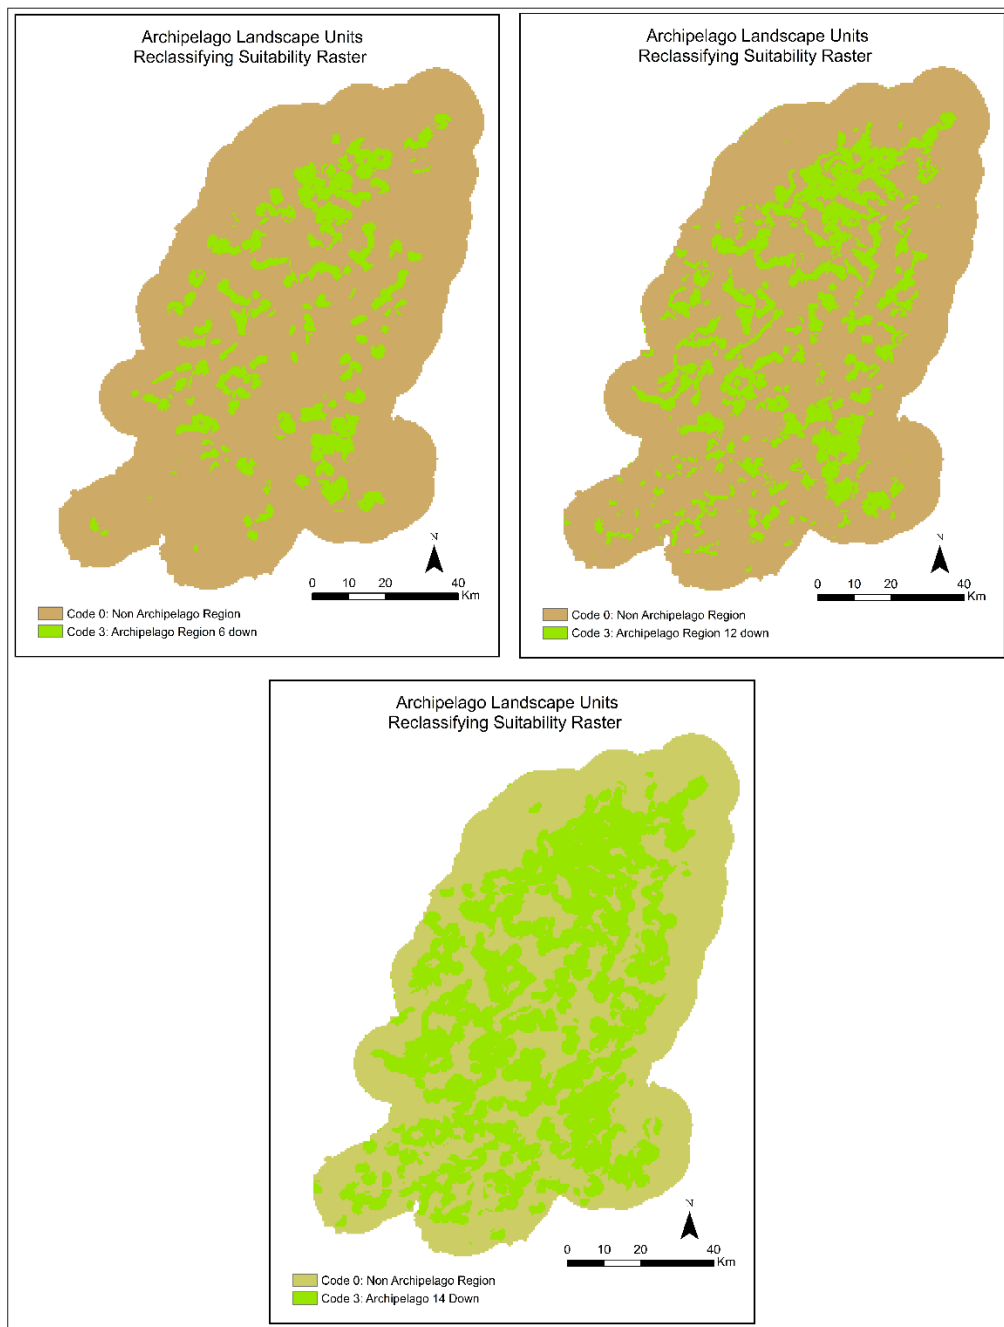 Archipelago Landscape Units
Reclassifying Suitability Raster
N
0 10 20 40
Km
Code 0: Non Archipelago Region
Code 3: Archipelago Region 6 down
Archipelago Landscape Units
Reclassifying Suitability Raster
N
0 10 20 40
Km
Code 0: Non Archipelago Region
Code 3: Archipelago Region 12 down
Archipelago Landscape Units
Reclassifying Suitability Raster
N
0 10 20 40
Km
Code 0: Non Archipelago Region
Code 3: Archipelago 14 Down